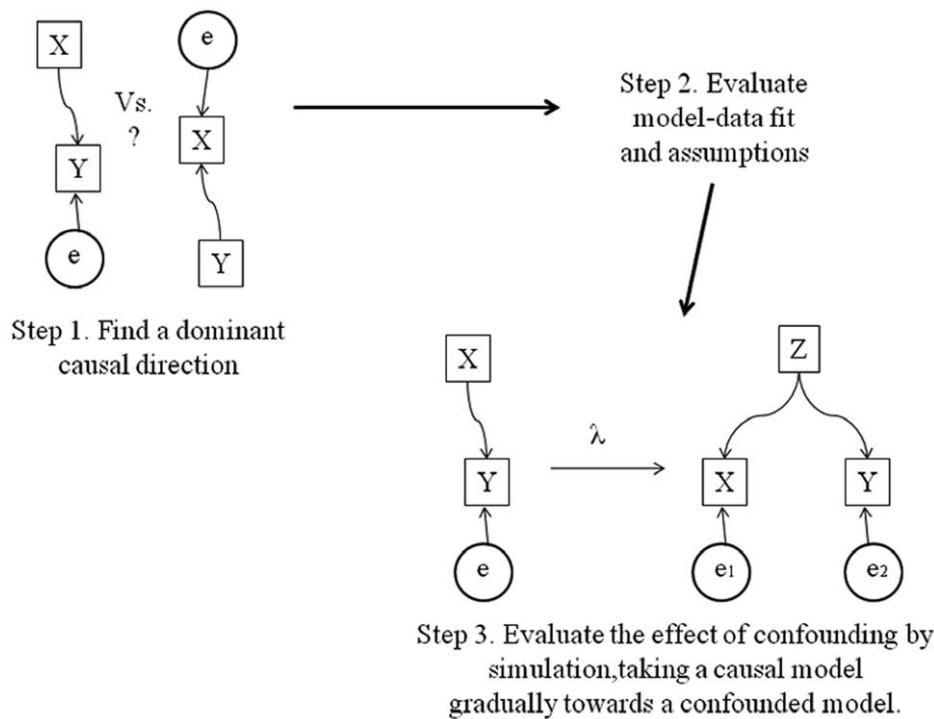 X
e
Vs.
?
X
Y
e
Y
Step 1. Find a dominant
causal direction
Step 2. Evaluate
model-data fit
and assumptions
X
Z
λ
Y
X
Y
e
e1
e2
Step 3. Evaluate the effect of confounding by
simulation,taking a causal model
gradually towards a confounded model.